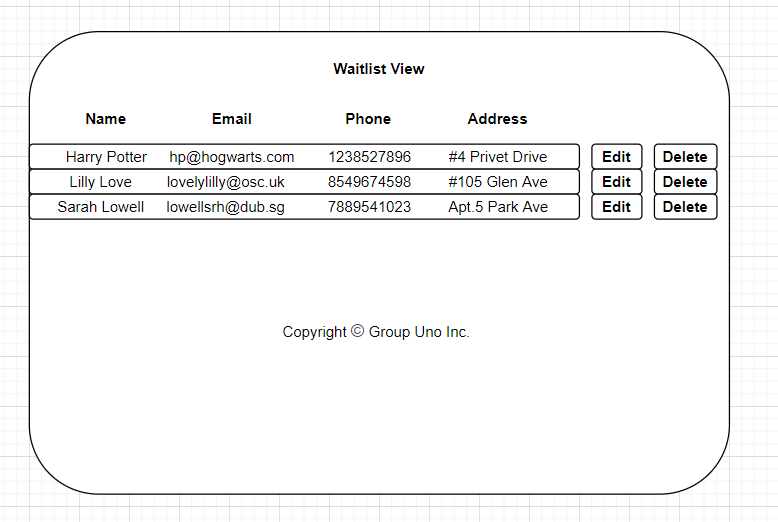 Waitlist View
Name Email Phone Address
Harry Potter hp@hogwarts.com 1238527896 #4 Privet Drive Edit Delete
Lilly Love lovelylilly@osc.uk 8549674598 #105 Glen Ave Edit Delete
Sarah Lowell lowellsrh@dub.sg 7889541023 Apt.5 Park Ave Edit Delete
Copyright © Group Uno Inc.